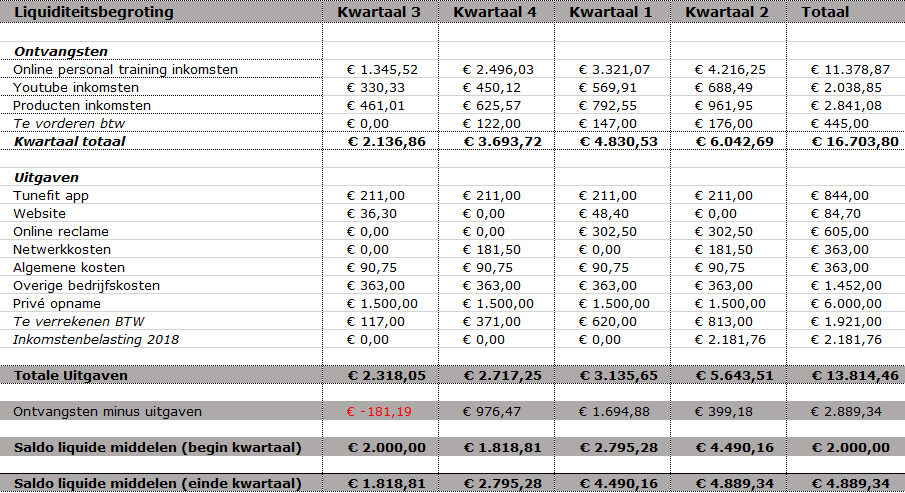 Liquiditeitsbegroting Kwartaal 3 Kwartaal 4 Kwartaal 1 Kwartaal 2 Totaal
Ontvangsten
Online personal training inkomsten € 1.345,52 € 2.496,03 € 3.321,07 € 4.216,25 € 11.378,87
Youtube inkomsten € 330,33 € 450,12 € 569,91 € 688,49 € 2.038,85
Producten inkomsten € 461,01 € 625,57 € 792,55 € 961,95 € 2.841,08
Te vorderen btw € 0,00 € 122,00 € 147,00 € 176,00 € 445,00
Kwartaal totaal € 2.136,86 € 3.693,72 € 4.830,53 € 6.042,69 € 16.703,80
Uitgaven
Tunefit app € 211,00 € 211,00 € 211,00 € 211,00 € 844,00
Website € 36,30 € 0,00 € 48,40 € 0,00 € 84,70
Online reclame € 0,00 € 0,00 € 302,50 € 302,50 € 605,00
Netwerkkosten € 0,00 € 181,50 € 0,00 € 181,50 € 363,00
Algemene kosten € 90,75 € 90,75 € 90,75 € 90,75 € 363,00
Overige bedrijfskosten € 363,00 € 363,00 € 363,00 € 363,00 € 1.452,00
Privé opname € 1.500,00 € 1.500,00 € 1.500,00 € 1.500,00 € 6.000,00
Te verrekenen BTW € 117,00 € 371,00 € 620,00 € 813,00 € 1.921,00
Inkomstenbelasting 2018 € 0,00 € 0,00 € 0,00 € 2.181,76 € 2.181,76
Totale Uitgaven € 2.318,05 € 2.717,25 € 3.135,65 € 5.643,51 € 13.814,46
Ontvangsten minus uitgaven € -181,19 € 976,47 € 1.694,88 € 399,18 € 2.889,34
Saldo liquide middelen (begin kwartaal) € 2.000,00 € 1.818,81 € 2.795,28 € 4.490,16 € 2.000,00
Saldo liquide middelen (einde kwartaal) € 1.818,81 € 2.795,28 € 4.490,16 € 4.889,34 € 4.889,34